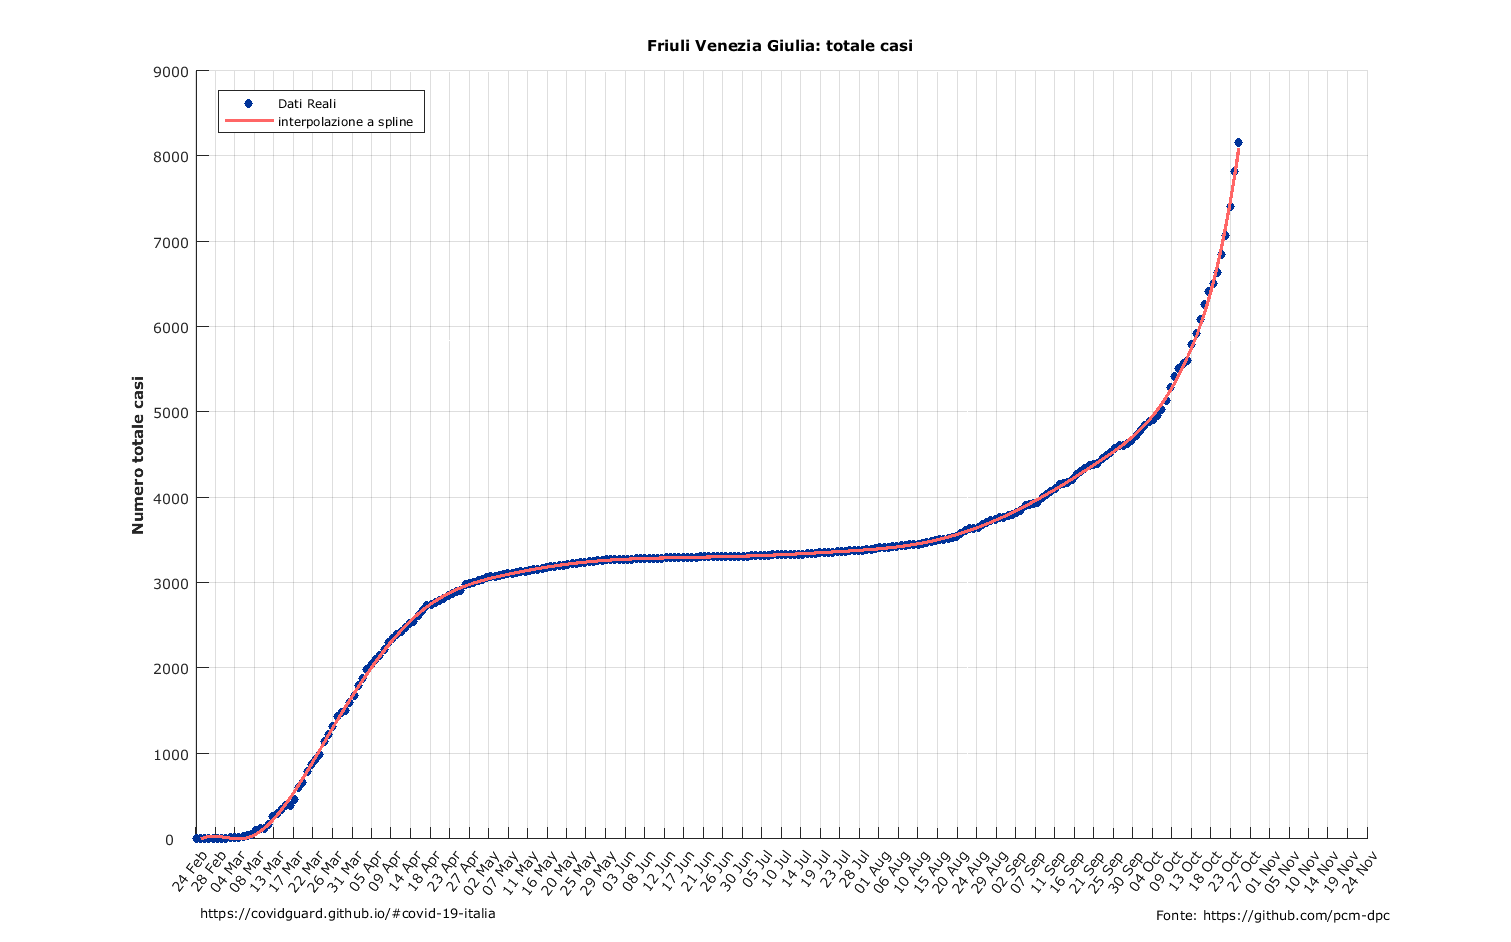 Friuli Venezia Giulia: totale casi
9000
8000
7000
6000
5000
4000
3000
2000
1000
0
Numero totale casi
Dati Reali
interpolazione a spline
24 Feb
28 Feb
04 Mar
08 Mar
13 Mar
17 Mar
22 Mar
26 Mar
31 Mar
05 Apr
09 Apr
14 Apr
18 Apr
23 Apr
27 Apr
02 May
07 May
11 May
16 May
20 May
25 May
29 May
03 Jun
08 Jun
12 Jun
17 Jun
21 Jun
26 Jun
30 Jun
05 Jul
10 Jul
14 Jul
19 Jul
23 Jul
28 Jul
01 Aug
06 Aug
10 Aug
15 Aug
20 Aug
24 Aug
29 Aug
02 Sep
07 Sep
11 Sep
16 Sep
21 Sep
25 Sep
30 Sep
04 Oct
09 Oct
13 Oct
18 Oct
23 Oct
27 Oct
01 Nov
05 Nov
10 Nov
14 Nov
19 Nov
24 Nov
https://covidguard.github.io/#covid-19-italia
Fonte: https://github.com/pcm-dpc